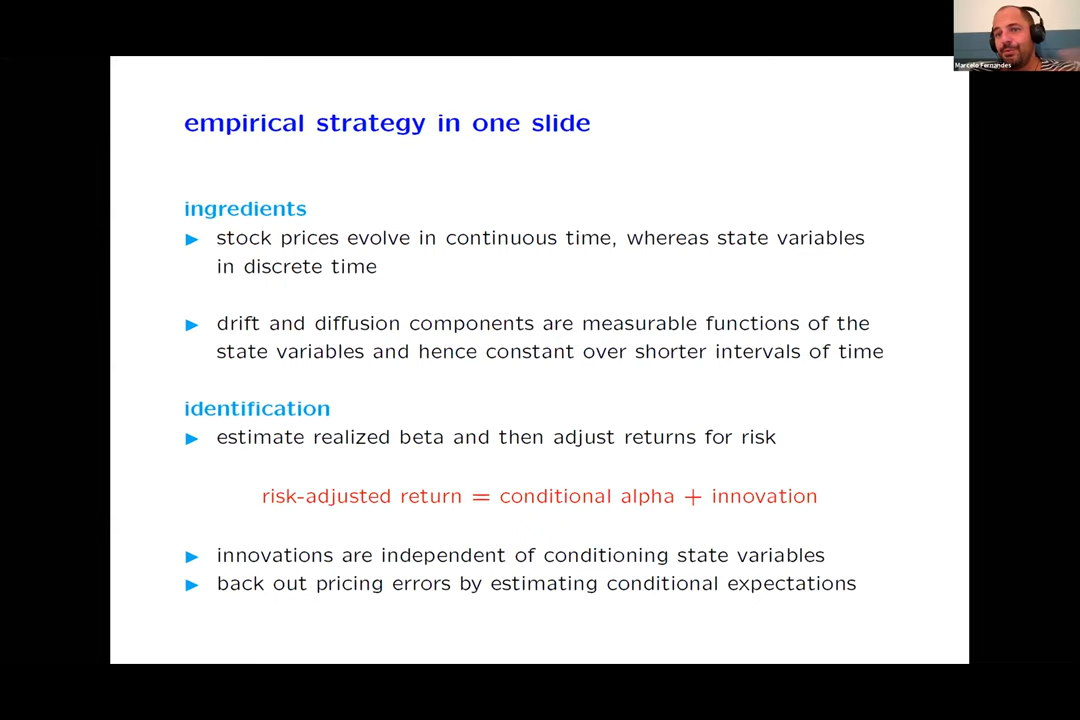 Marcelo Fernandes
empirical strategy in one slide
ingredients
▶ stock prices evolve in continuous time, whereas state variables
in discrete time
▶ drift and diffusion components are measurable functions of the
state variables and hence constant over shorter intervals of time
identification
▶ estimate realized beta and then adjust returns for risk
risk-adjusted return = conditional alpha + innovation
▶ innovations are independent of conditioning state variables
▶ back out pricing errors by estimating conditional expectations